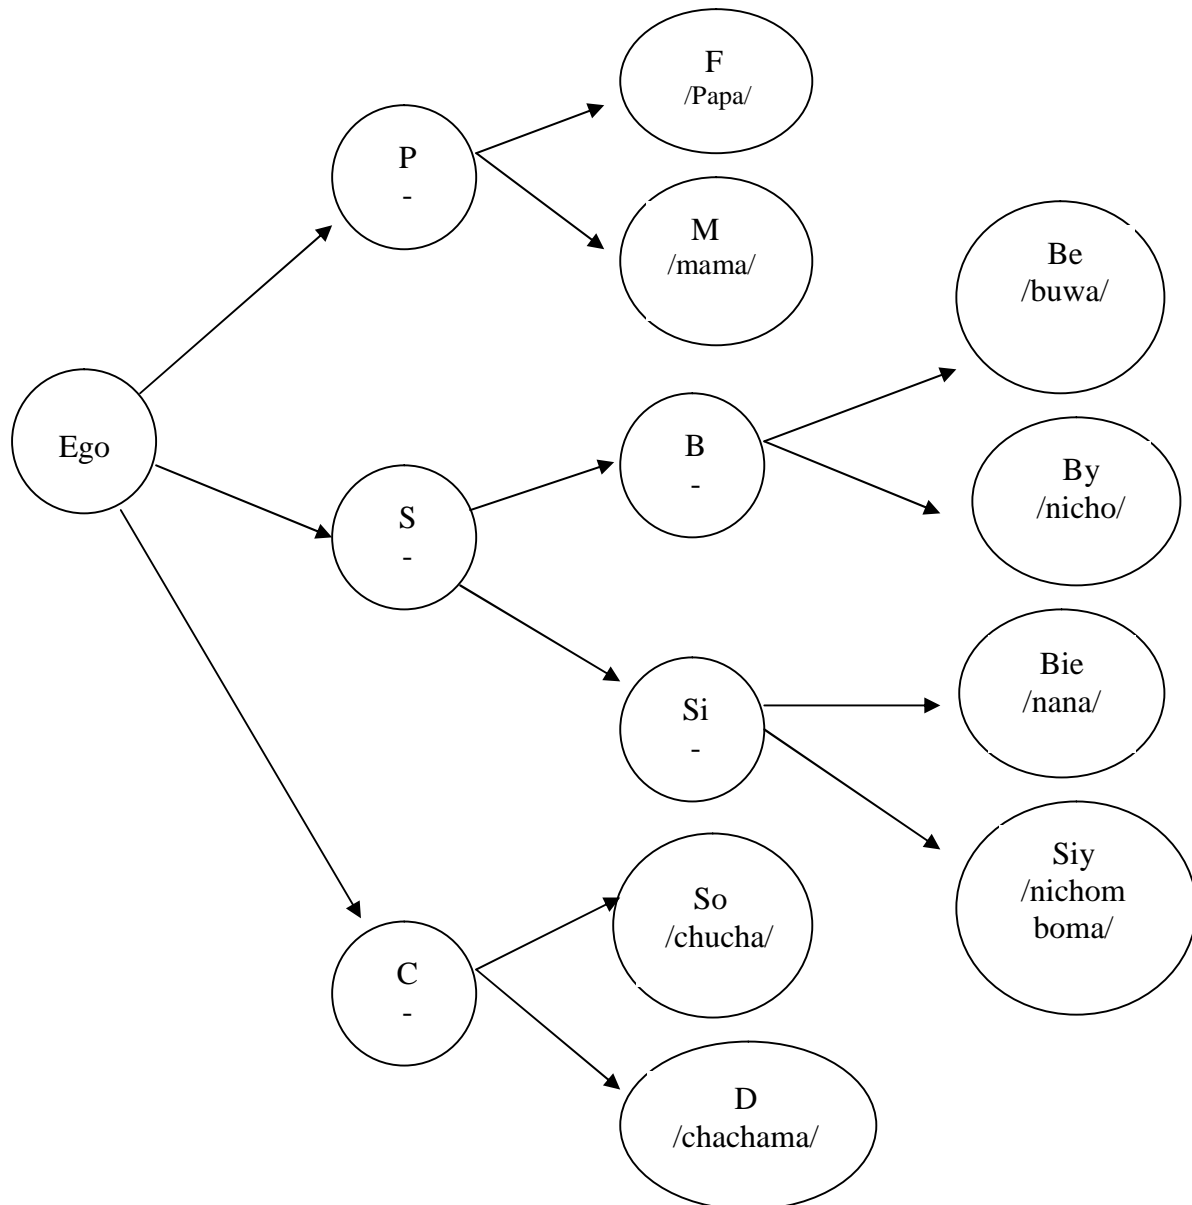 F
/Papa/
P
-
M
/mama/
Be
/buwa/
Ego
B
-
By
/nicho/
S
-
Bie
/nana/
Si
-
Siy
/nichom
boma/
So
/chucha/
C
-
D
/chachama/